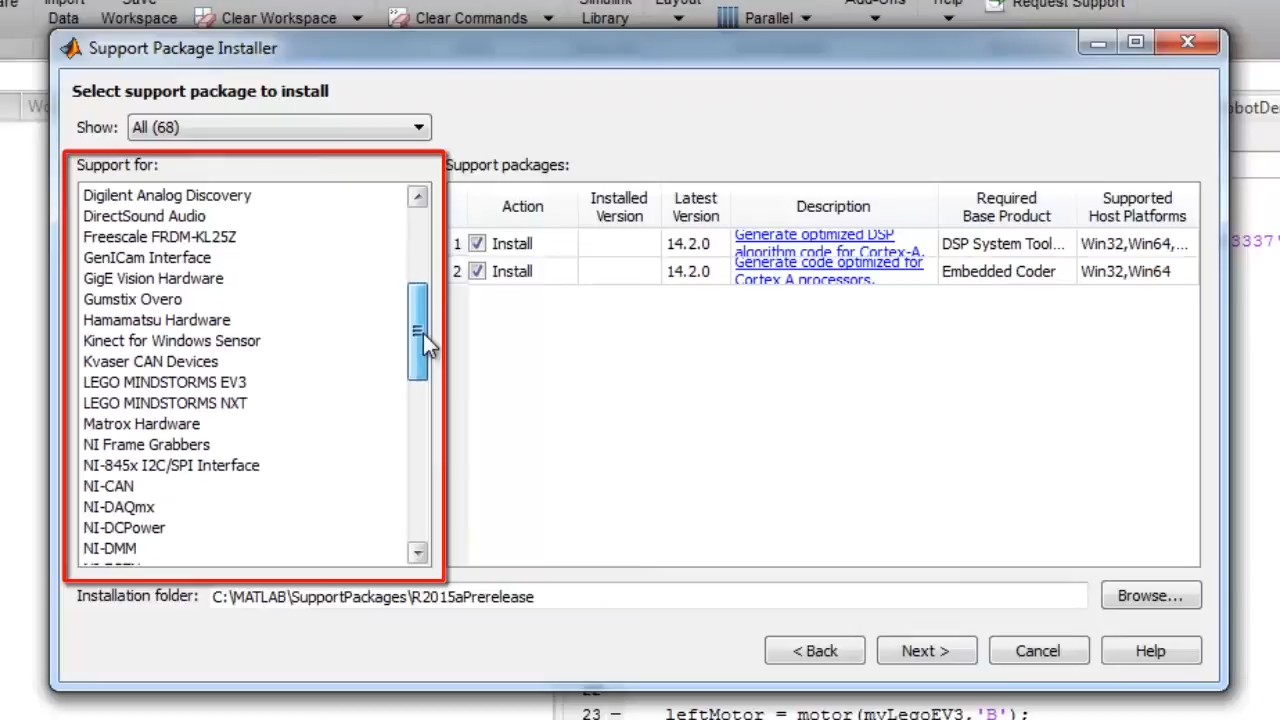 Import Simulink Layout Add-Ons Help Request Support
Data Workspace Clear Workspace Clear Commands Library Parallel
Support Package Installer
Select support package to install
Show: All (68)
Support for: Support packages:
Action Installed Version Latest Version Description Required Base Product Supported Host Platforms
1 Install 14.2.0 Generate optimized DSP algorithm code for Cortex-A. DSP System Tool... Win32,Win64,...
2 Install 14.2.0 Generate code optimized for Cortex A processors. Embedded Coder Win32,Win64
Digilent Analog Discovery
DirectSound Audio
Freescale FRDM-KL25Z
GenICam Interface
GigE Vision Hardware
Gumstix Overo
Hamamatsu Hardware
Kinect for Windows Sensor
Kvaser CAN Devices
LEGO MINDSTORMS EV3
LEGO MINDSTORMS NXT
Matrox Hardware
NI Frame Grabbers
NI-845x I2C/SPI Interface
NI-CAN
NI-DAQmx
NI-DCPower
NI-DMM
3337'
Installation folder: C:\MATLAB\SupportPackages\R2015aPrerelease Browse...
< Back Next > Cancel Help
23 – leftMotor = motor(myLegoEV3,'B');